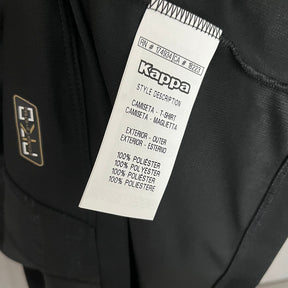 Kappa
STYLE DESCRIPTION
CAMISETA - T-SHIRT
CAMISETA - MAGLIETTA
EXTERIOR - OUTER
EXTERIOR - ESTERNO
100% POLIÉSTER
100% POLYESTER
100% POLIÉSTER
100% POLIESTERE